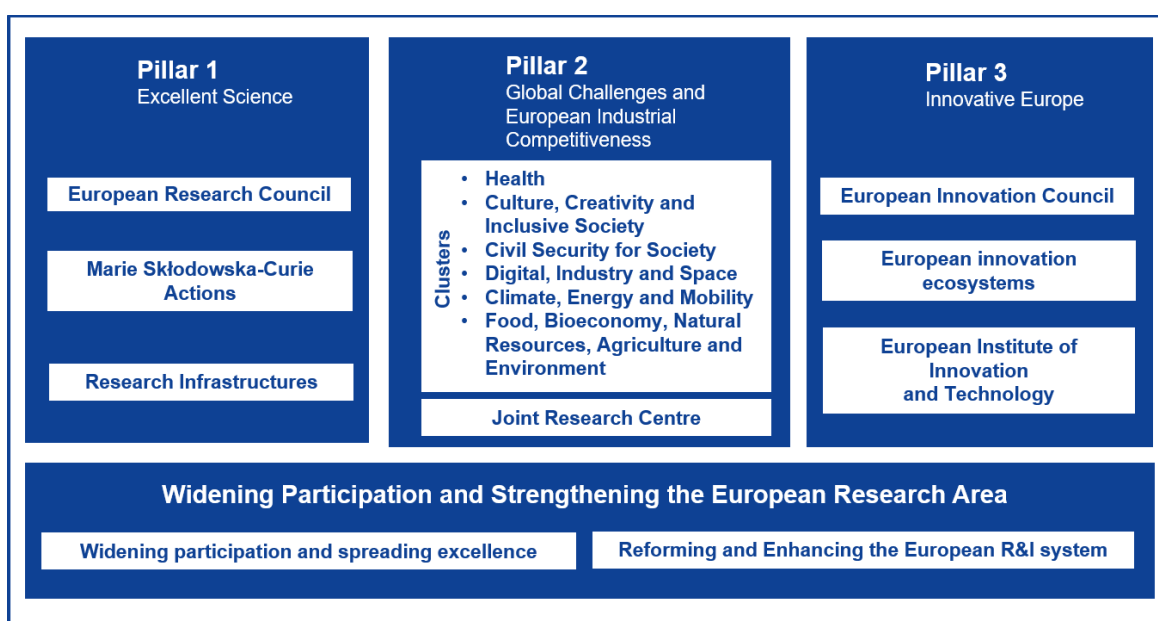 Pillar 1
Excellent Science
European Research Council
Marie Skłodowska-Curie
Actions
Research Infrastructures
Pillar 2
Global Challenges and
European Industrial
Competitiveness
Clusters
• Health
• Culture, Creativity and
Inclusive Society
• Civil Security for Society
• Digital, Industry and Space
• Climate, Energy and Mobility
• Food, Bioeconomy, Natural
Resources, Agriculture and
Environment
Joint Research Centre
Pillar 3
Innovative Europe
European Innovation Council
European innovation
ecosystems
European Institute of
Innovation
and Technology
Widening Participation and Strengthening the European Research Area
Widening participation and spreading excellence
Reforming and Enhancing the European R&I system